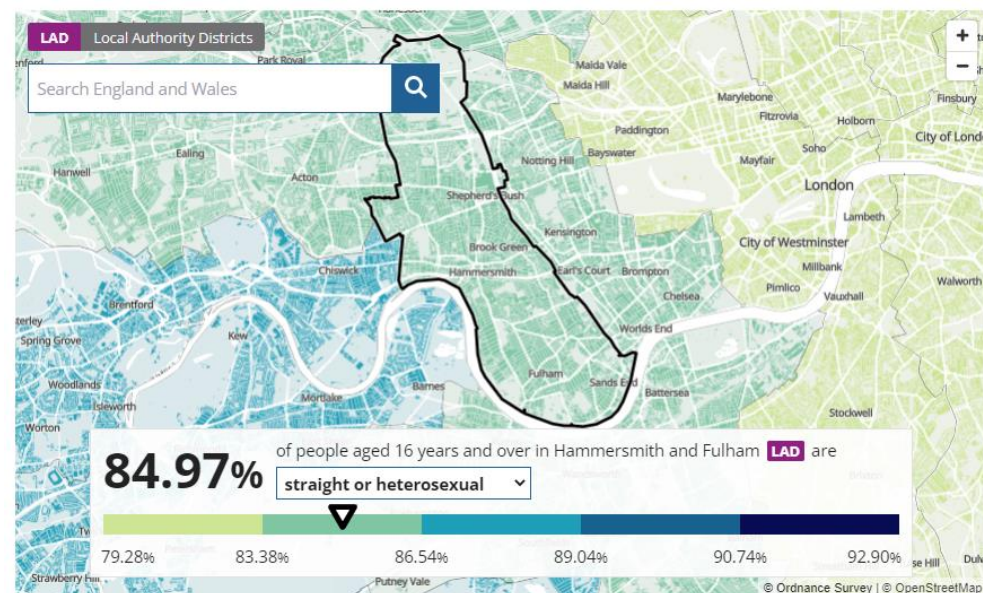 LAD Local Authority Districts
Search England and Wales
+
−
Park Royal
Maida Vale
Maida Hill
Marylebone
Finsbury
Fitzrovia
Holborn
Paddington
City of Lond
Soho
Ealing
Notting Hill
Bayswater
Mayfair
Hanwell
Acton
London
Shepherd's Bush
Lambeth
Kensington
City of Westminster
Brook Green
Chiswick
Hammersmith
Earl's Court
Brompton
Millbank
Walworth
Pimlico
Vauxhall
Chelsea
Brentford
Worlds End
Kew
terley
Spring Grove
Fulham
Sands End
Battersea
Woodlands
Barnes
Mortlake
Isleworth
Stockwell
Worton
84.97%
of people aged 16 years and over in Hammersmith and Fulham LAD are
straight or heterosexual
79.28% 83.38% 86.54% 89.04% 90.74% 92.90%
Strawberry Hill
Putney Vale
se Hill
Dulw
© Ordnance Survey | © OpenStreetMap